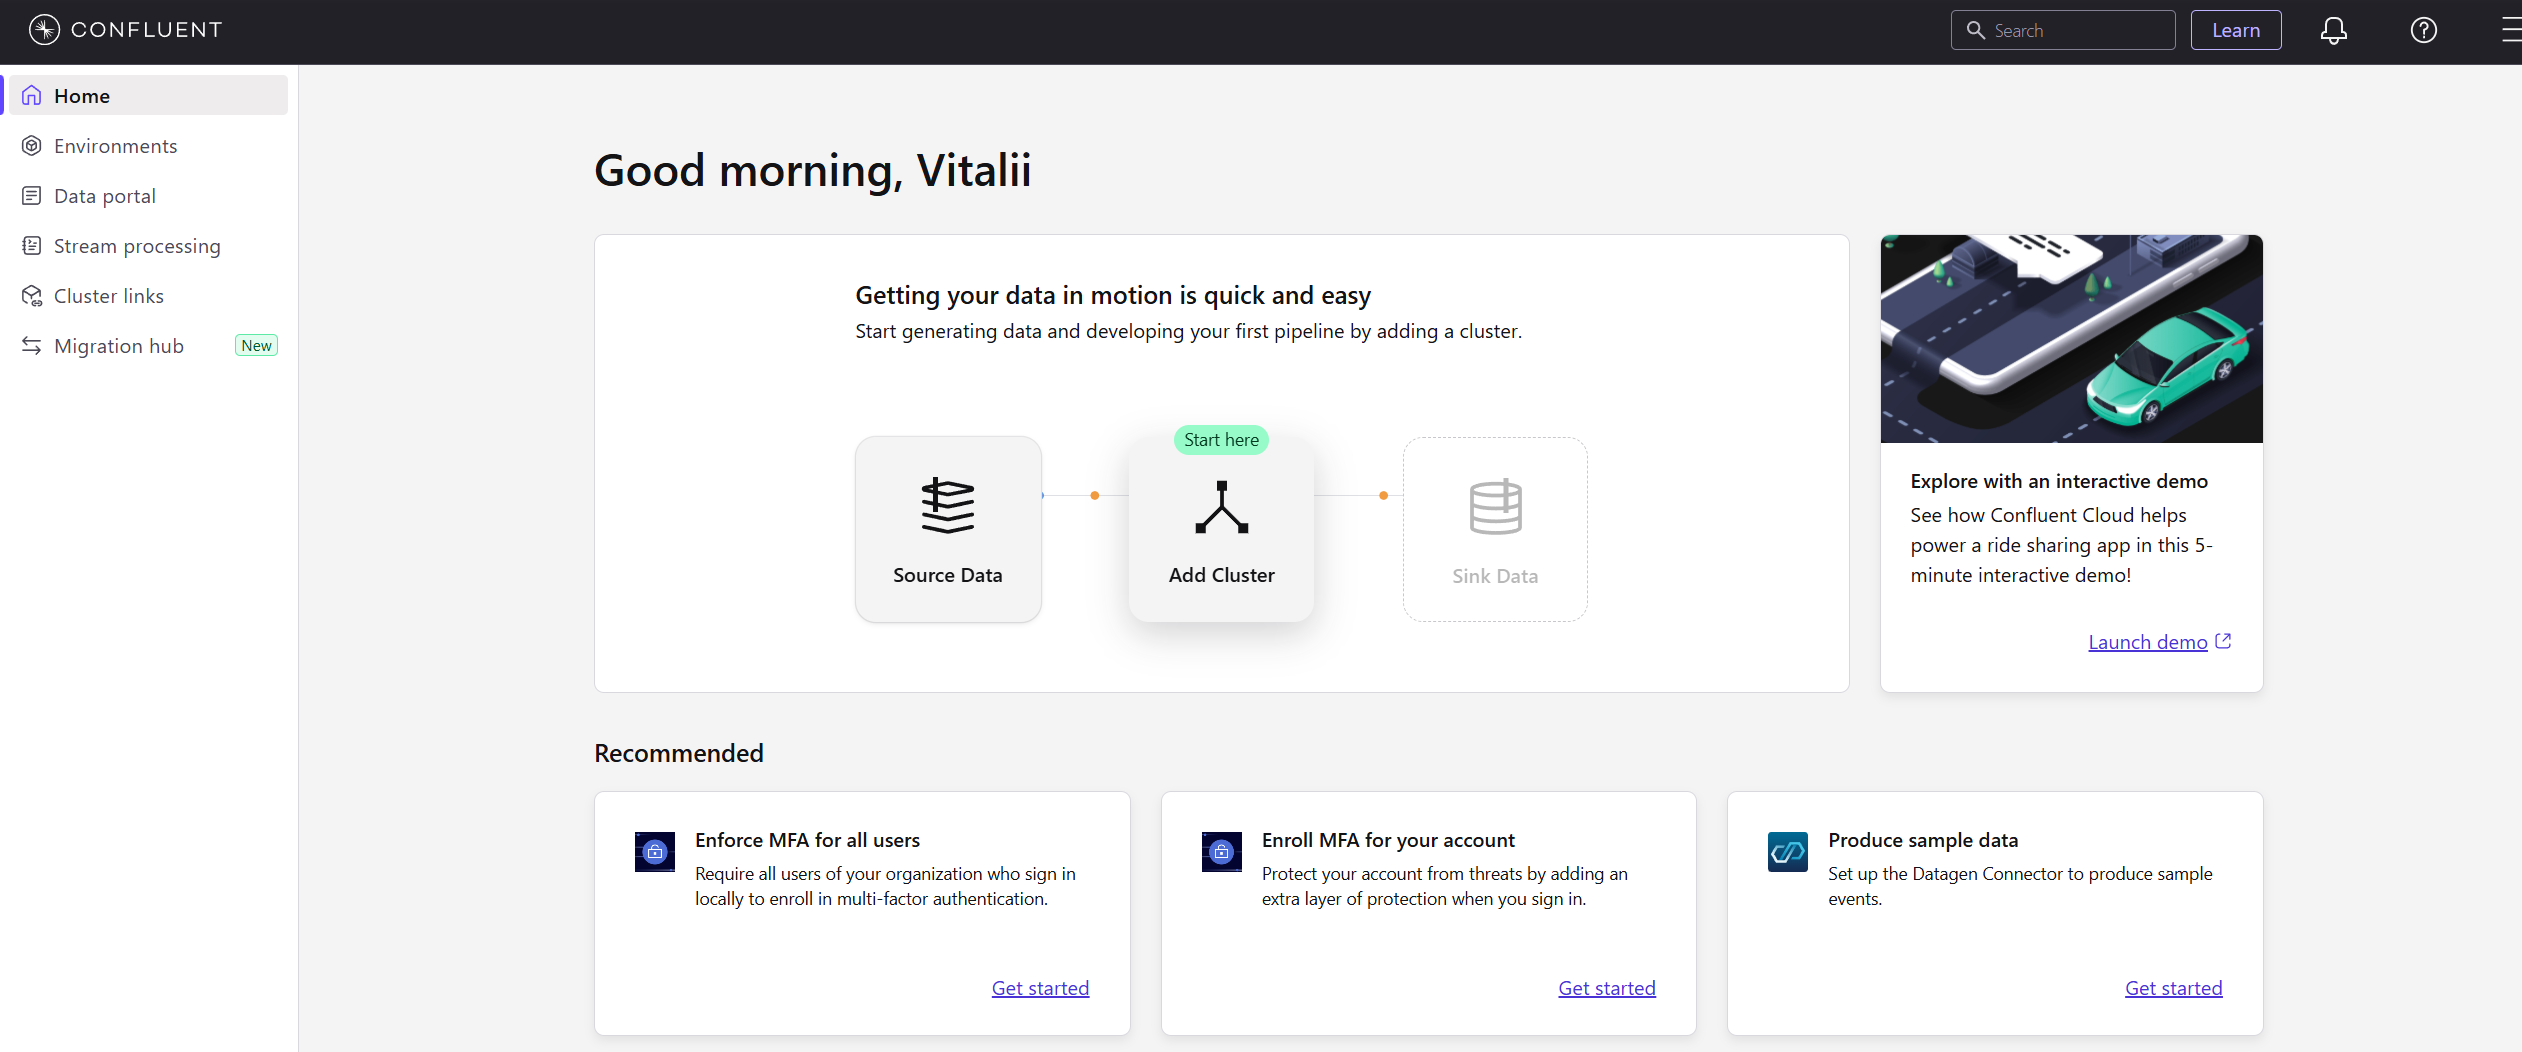 CONFLUENT
Search
Learn
Home
Environments
Data portal
Stream processing
Cluster links
Migration hub
New
Good morning, Vitalii
Getting your data in motion is quick and easy
Start generating data and developing your first pipeline by adding a cluster.
Start here
Source Data
Add Cluster
Sink Data
Explore with an interactive demo
See how Confluent Cloud helps
power a ride sharing app in this 5-
minute interactive demo!
Launch demo
Recommended
Enforce MFA for all users
Require all users of your organization who sign in
locally to enroll in multi-factor authentication.
Get started
Enroll MFA for your account
Protect your account from threats by adding an
extra layer of protection when you sign in.
Get started
Produce sample data
Set up the Datagen Connector to produce sample
events.
Get started